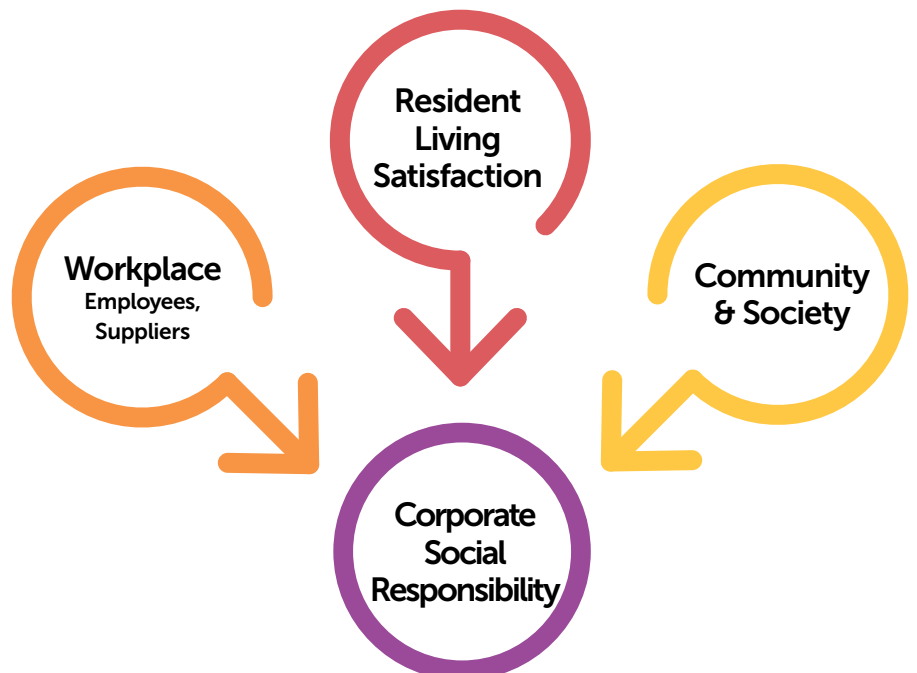 Resident
Living
Satisfaction
Workplace
Employees,
Suppliers
Community
& Society
Corporate
Social
Responsibility